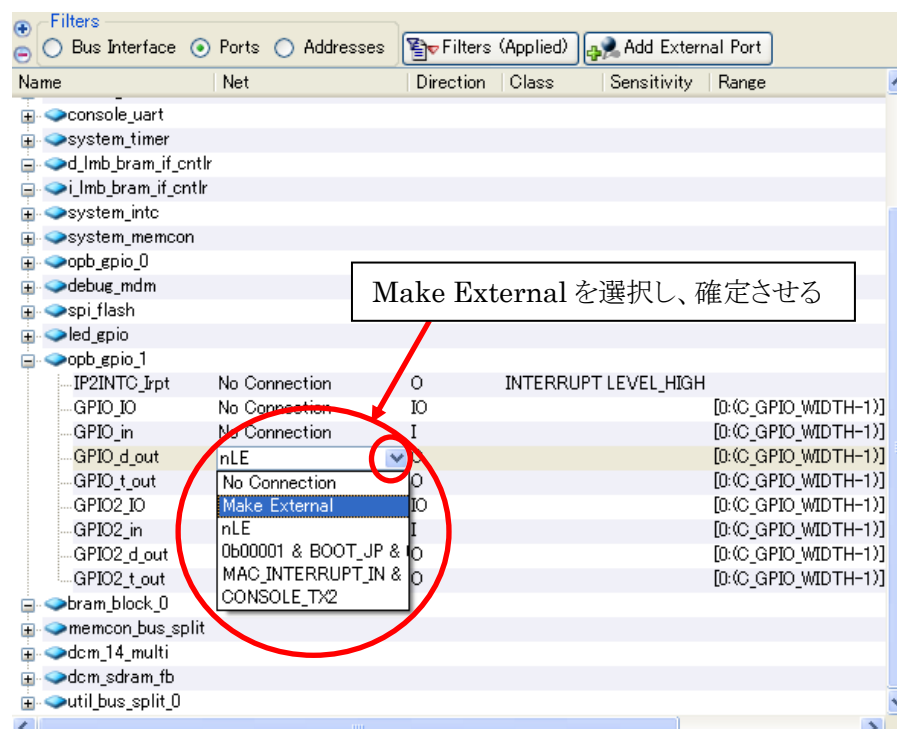 Filters
Bus Interface Ports Addresses Filters (Applied) Add External Port
Name Net Direction Class Sensitivity Range
console_uart
system_timer
d_lmb_bram_if_cntlr
i_lmb_bram_if_cntlr
system_intc
system_memcon
opb_gpio_0
debug_mdm
Make External を選択し、確定させる
spi_flash
led_gpio
opb_gpio_1
IP2INTC_Irpt No Connection O INTERRUPT LEVEL_HIGH
GPIO_IO No Connection IO [0:(C_GPIO_WIDTH-1)]
GPIO_in No Connection I [0:(C_GPIO_WIDTH-1)]
GPIO_d_out nLE O [0:(C_GPIO_WIDTH-1)]
GPIO_t_out No Connection O [0:(C_GPIO_WIDTH-1)]
GPIO2_IO Make External IO [0:(C_GPIO_WIDTH-1)]
GPIO2_in nLE I [0:(C_GPIO_WIDTH-1)]
GPIO2_d_out 0b00001 & BOOT_JP & O [0:(C_GPIO_WIDTH-1)]
GPIO2_t_out MAC_INTERRUPT_IN & O [0:(C_GPIO_WIDTH-1)]
CONSOLE_TX2
bram_block_0
memcon_bus_split
dcm_14_multi
dcm_sdram_fb
util_bus_split_0